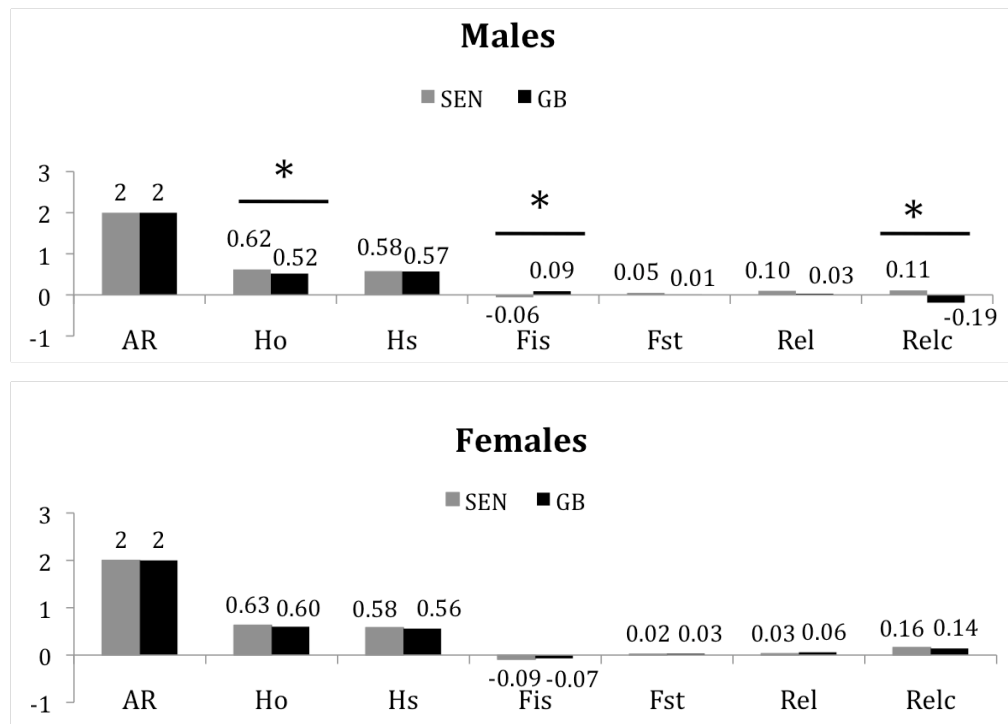 Males
SEN GB
3
2
1
0
-1
* * *
2 2 0.62 0.52 0.58 0.57 -0.06 0.09 0.05 0.01 0.10 0.03 0.11 -0.19
AR Ho Hs Fis Fst Rel Relc
Females
SEN GB
3
2
1
0
-1
2 2 0.63 0.60 0.58 0.56 -0.09 -0.07 0.02 0.03 0.03 0.06 0.16 0.14
AR Ho Hs Fis Fst Rel Relc